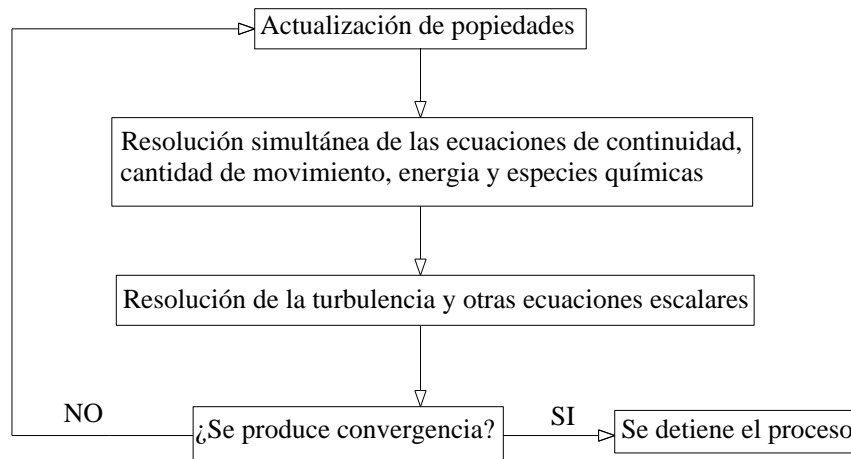 Actualización de popiedades
Resolución simultánea de las ecuaciones de continuidad,
cantidad de movimiento, energia y especies químicas
Resolución de la turbulencia y otras ecuaciones escalares
NO
¿Se produce convergencia?
SI
Se detiene el proceso